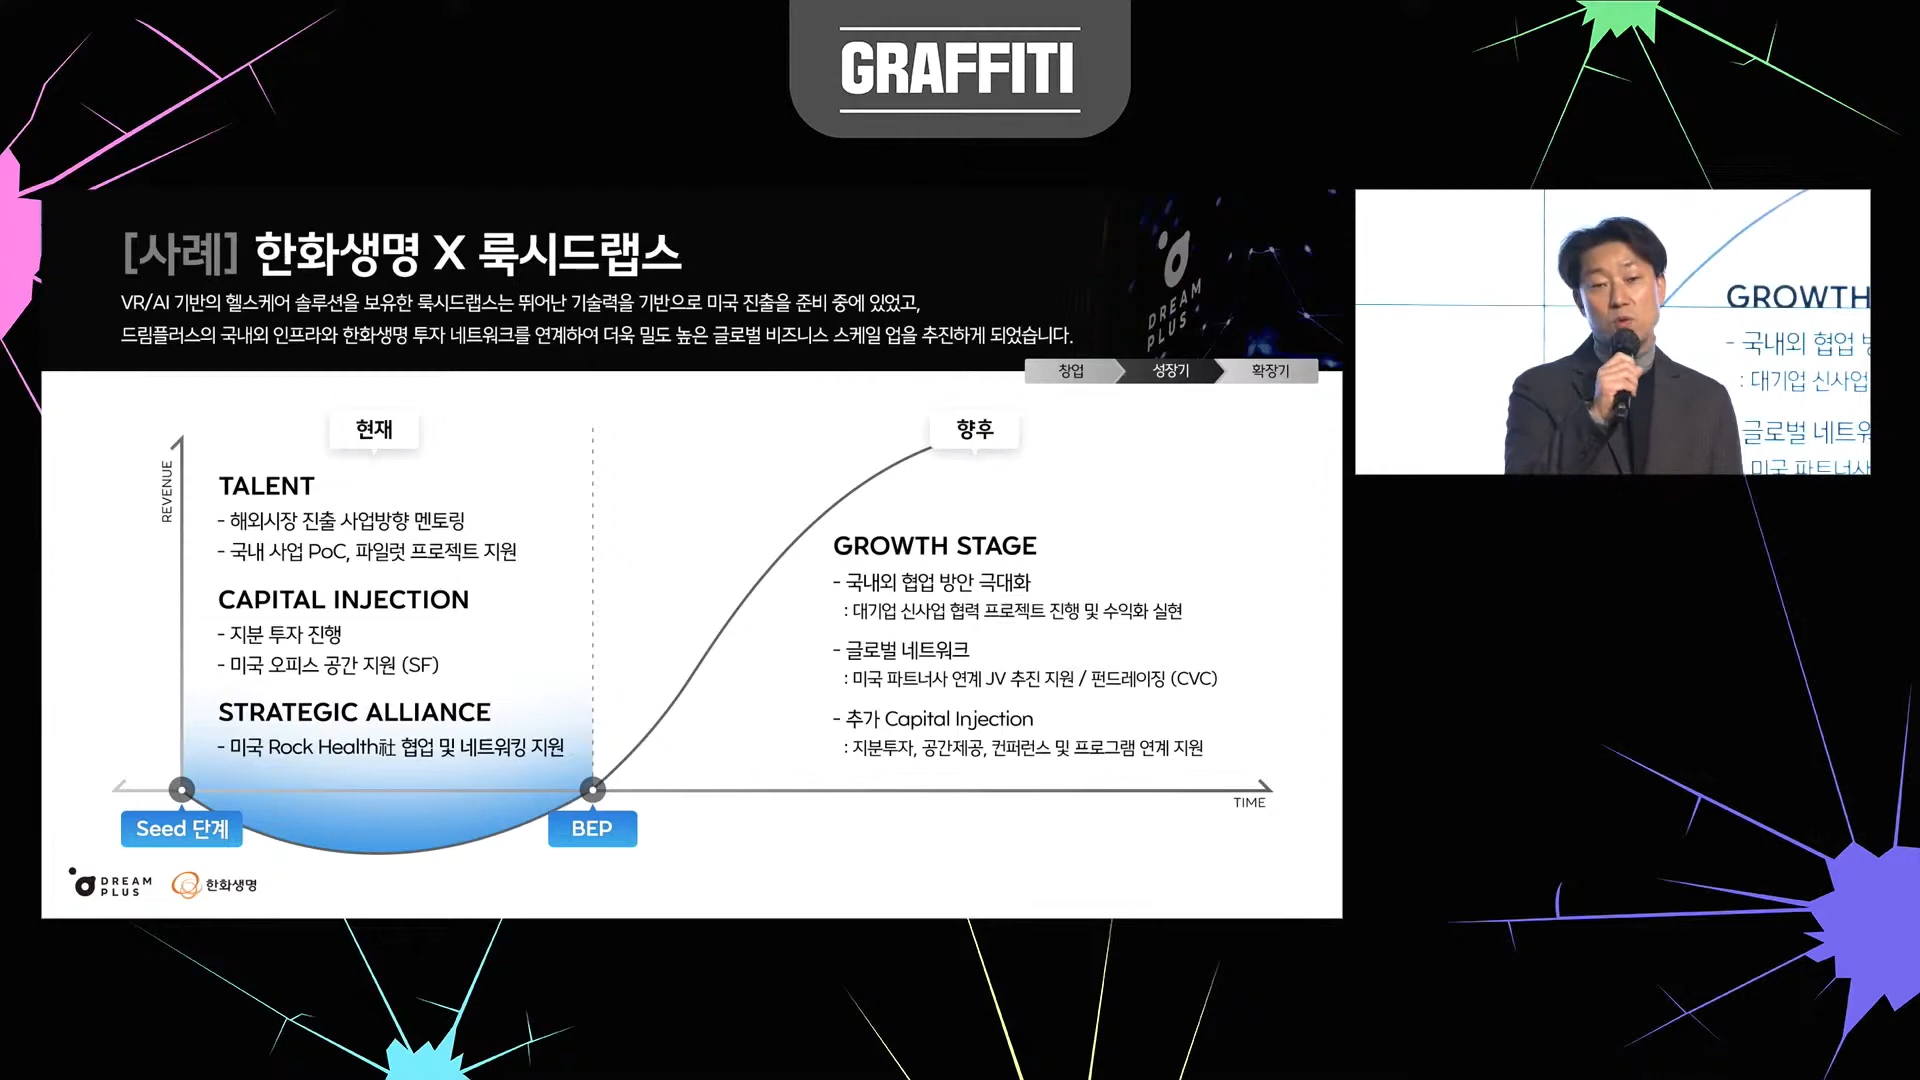 GRAFFITI
[사례] 한화생명 X 룩시드랩스
VR/AI 기반의 헬스케어 솔루션을 보유한 룩시드랩스는 뛰어난 기술력을 기반으로 미국 진출을 준비 중에 있었고,
드림플러스의 국내외 인프라와 한화생명 투자 네트워크를 연계하여 더욱 밀도 높은 글로벌 비즈니스 스케일 업을 추진하게 되었습니다.
DREAM
PLUS
창업
성장기
확장기
현재
향후
REVENUE
TALENT
- 해외시장 진출 사업방향 멘토링
- 국내 사업 PoC, 파일럿 프로젝트 지원
CAPITAL INJECTION
- 지분 투자 진행
- 미국 오피스 공간 지원 (SF)
STRATEGIC ALLIANCE
- 미국 Rock Health社 협업 및 네트워킹 지원
GROWTH STAGE
- 국내외 협업 방안 극대화
: 대기업 신사업 협력 프로젝트 진행 및 수익화 실현
- 글로벌 네트워크
: 미국 파트너사 연계 JV 추진 지원 / 펀드레이징 (CVC)
- 추가 Capital Injection
: 지분투자, 공간제공, 컨퍼런스 및 프로그램 연계 지원
TIME
Seed 단계
BEP
DREAM
PLUS
한화생명
GROWTH
- 국내외 협업
: 대기업 신사업
글로벌 네트워
미국 파트너사